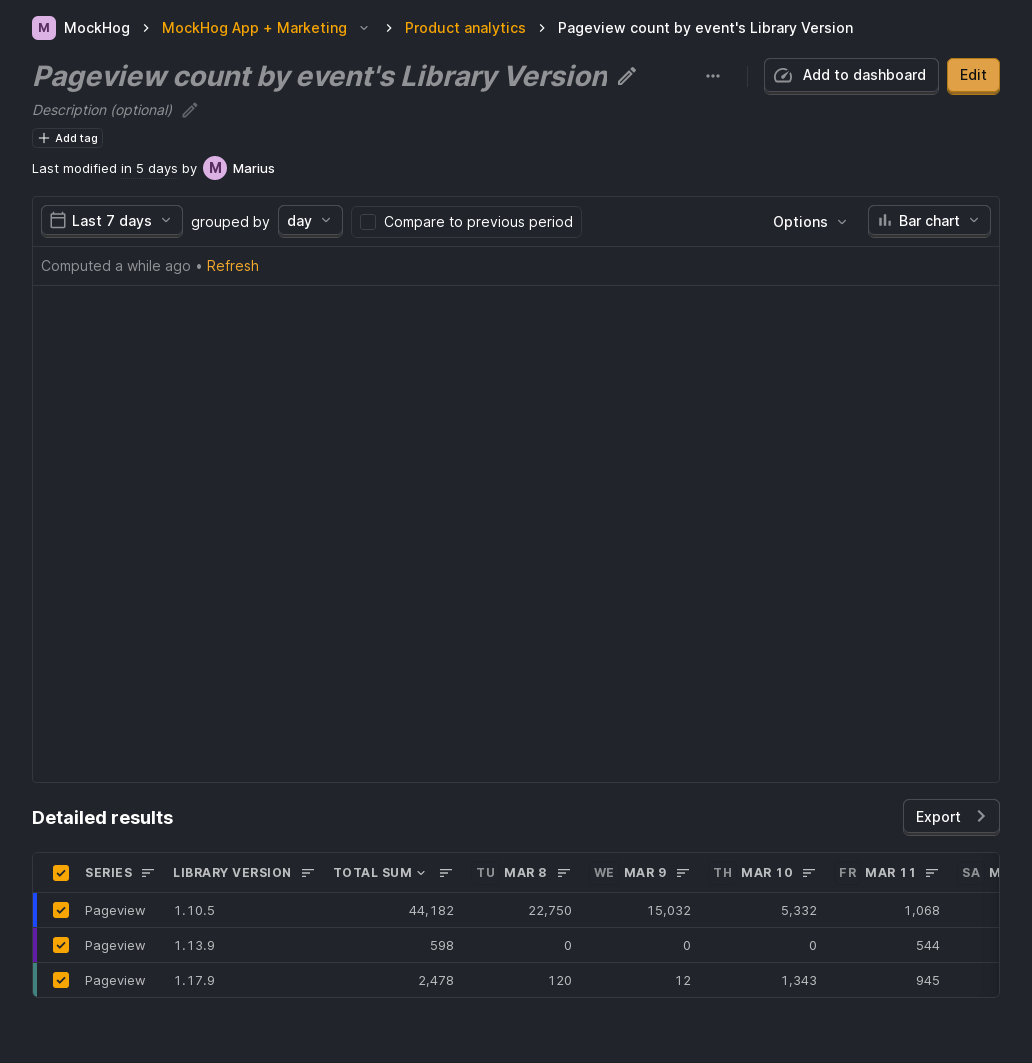 M MockHog MockHog App + Marketing Product analytics Pageview count by event's Library Version
Pageview count by event's Library Version
Add to dashboard
Edit
Description (optional)
Add tag
Last modified in 5 days by M Marius
Last 7 days grouped by day Compare to previous period Options Bar chart
Computed a while ago • Refresh
Detailed results
Export
SERIES LIBRARY VERSION TOTAL SUM TU MAR 8 WE MAR 9 TH MAR 10 FR MAR 11 SA
Pageview 1.10.5 44,182 22,750 15,032 5,332 1,068
Pageview 1.13.9 598 0 0 0 544
Pageview 1.17.9 2,478 120 12 1,343 945